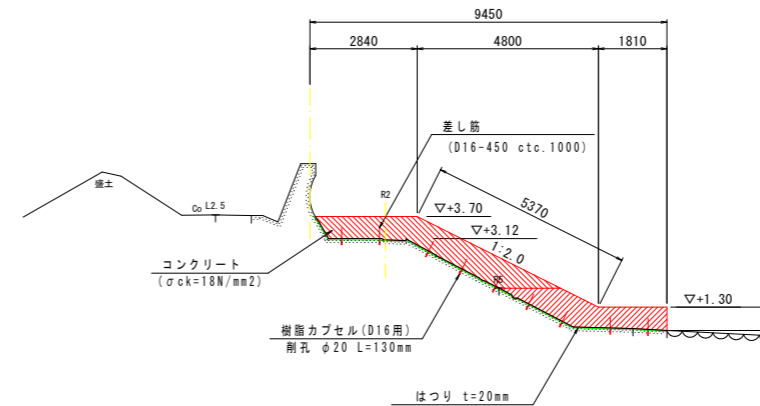 9450
2840
4800
1810
差し筋
(D16-450 ctc.1000)
盛土
Co L2.5
R2
5370
▽+3.70
▽+3.12
1:2.0
コンクリート
(σck=18N/mm2)
R5
▽+1.30
樹脂カプセル(D16用)
削孔 φ20 L=130mm
はつり t=20mm